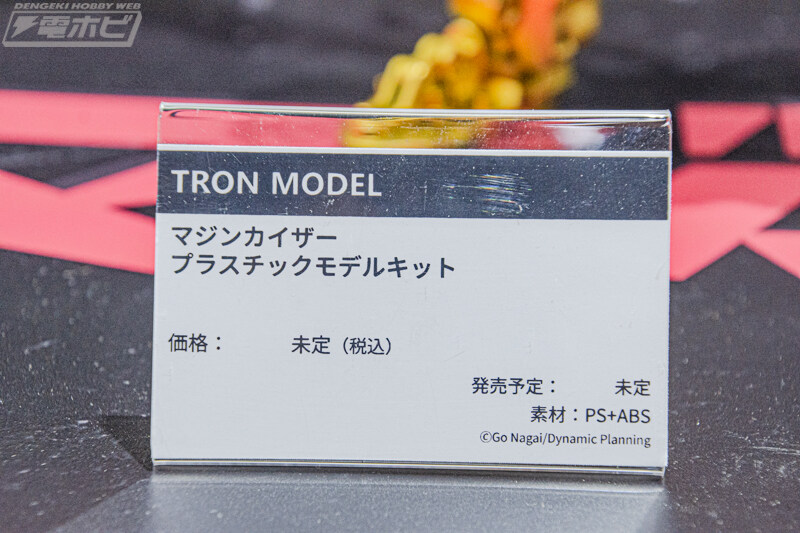 DENGEKI HOBBY WEB
電ホビ
TRON MODEL
マジンカイザー
プラスチックモデルキット
価格： 未定（税込）
発売予定： 未定
素材：PS+ABS
©Go Nagai/Dynamic Planning